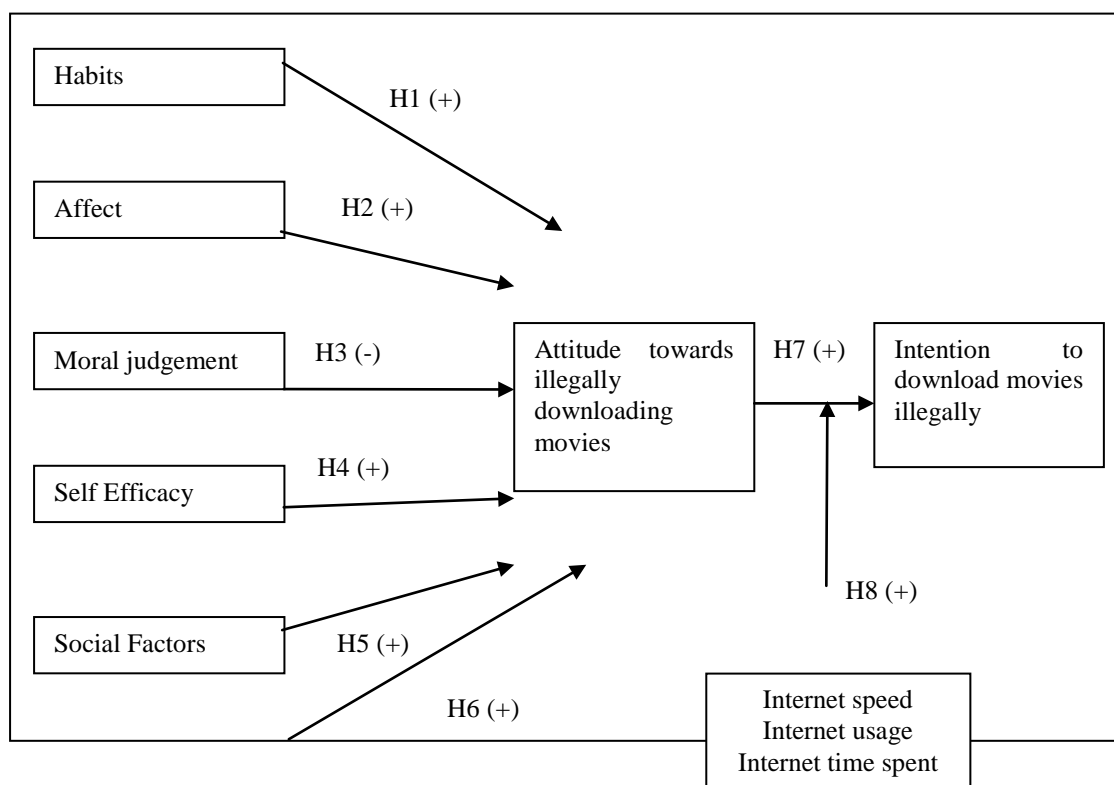 Habits
H1 (+)
Affect
H2 (+)
Moral judgement
H3 (-)
Attitude towards
illegally
downloading
movies
H7 (+)
Intention to
download movies
illegally
Self Efficacy
H4 (+)
H8 (+)
Social Factors
H5 (+)
H6 (+)
Internet speed
Internet usage
Internet time spent